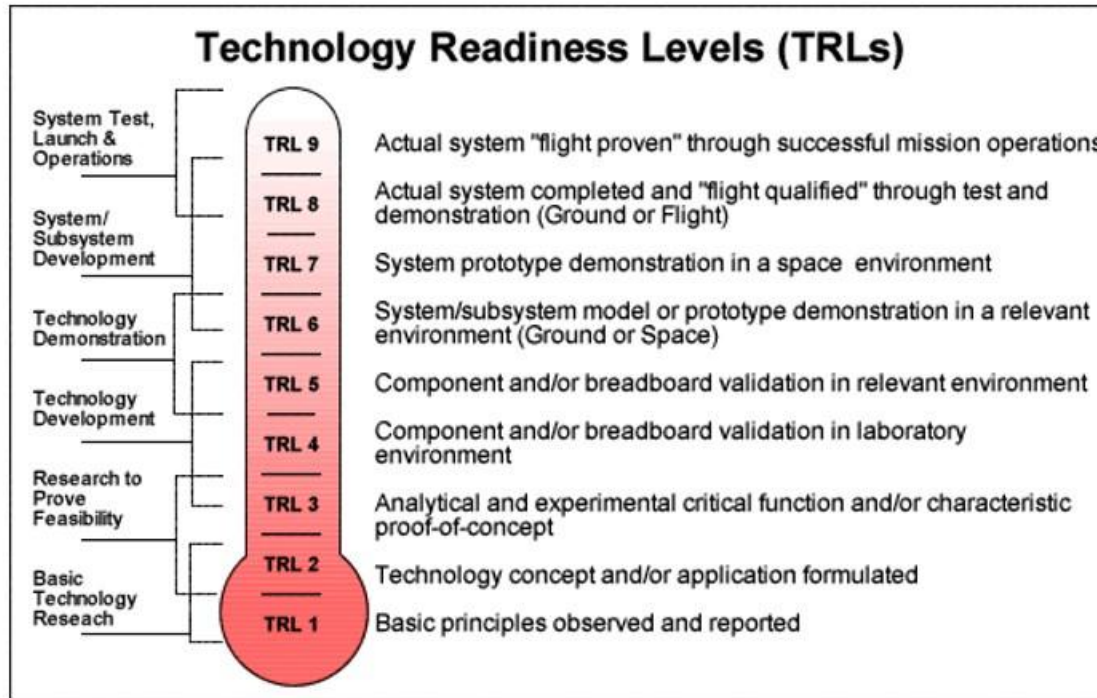 Technology Readiness Levels (TRLs)
System Test,
Launch &
Operations
System/
Subsystem
Development
Technology
Demonstration
Technology
Development
Research to
Prove
Feasibility
Basic
Technology
Reseach
TRL 9
Actual system "flight proven" through successful mission operations
TRL 8
Actual system completed and "flight qualified" through test and
demonstration (Ground or Flight)
TRL 7
System prototype demonstration in a space environment
TRL 6
System/subsystem model or prototype demonstration in a relevant
environment (Ground or Space)
TRL 5
Component and/or breadboard validation in relevant environment
TRL 4
Component and/or breadboard validation in laboratory
environment
TRL 3
Analytical and experimental critical function and/or characteristic
proof-of-concept
TRL 2
Technology concept and/or application formulated
TRL 1
Basic principles observed and reported